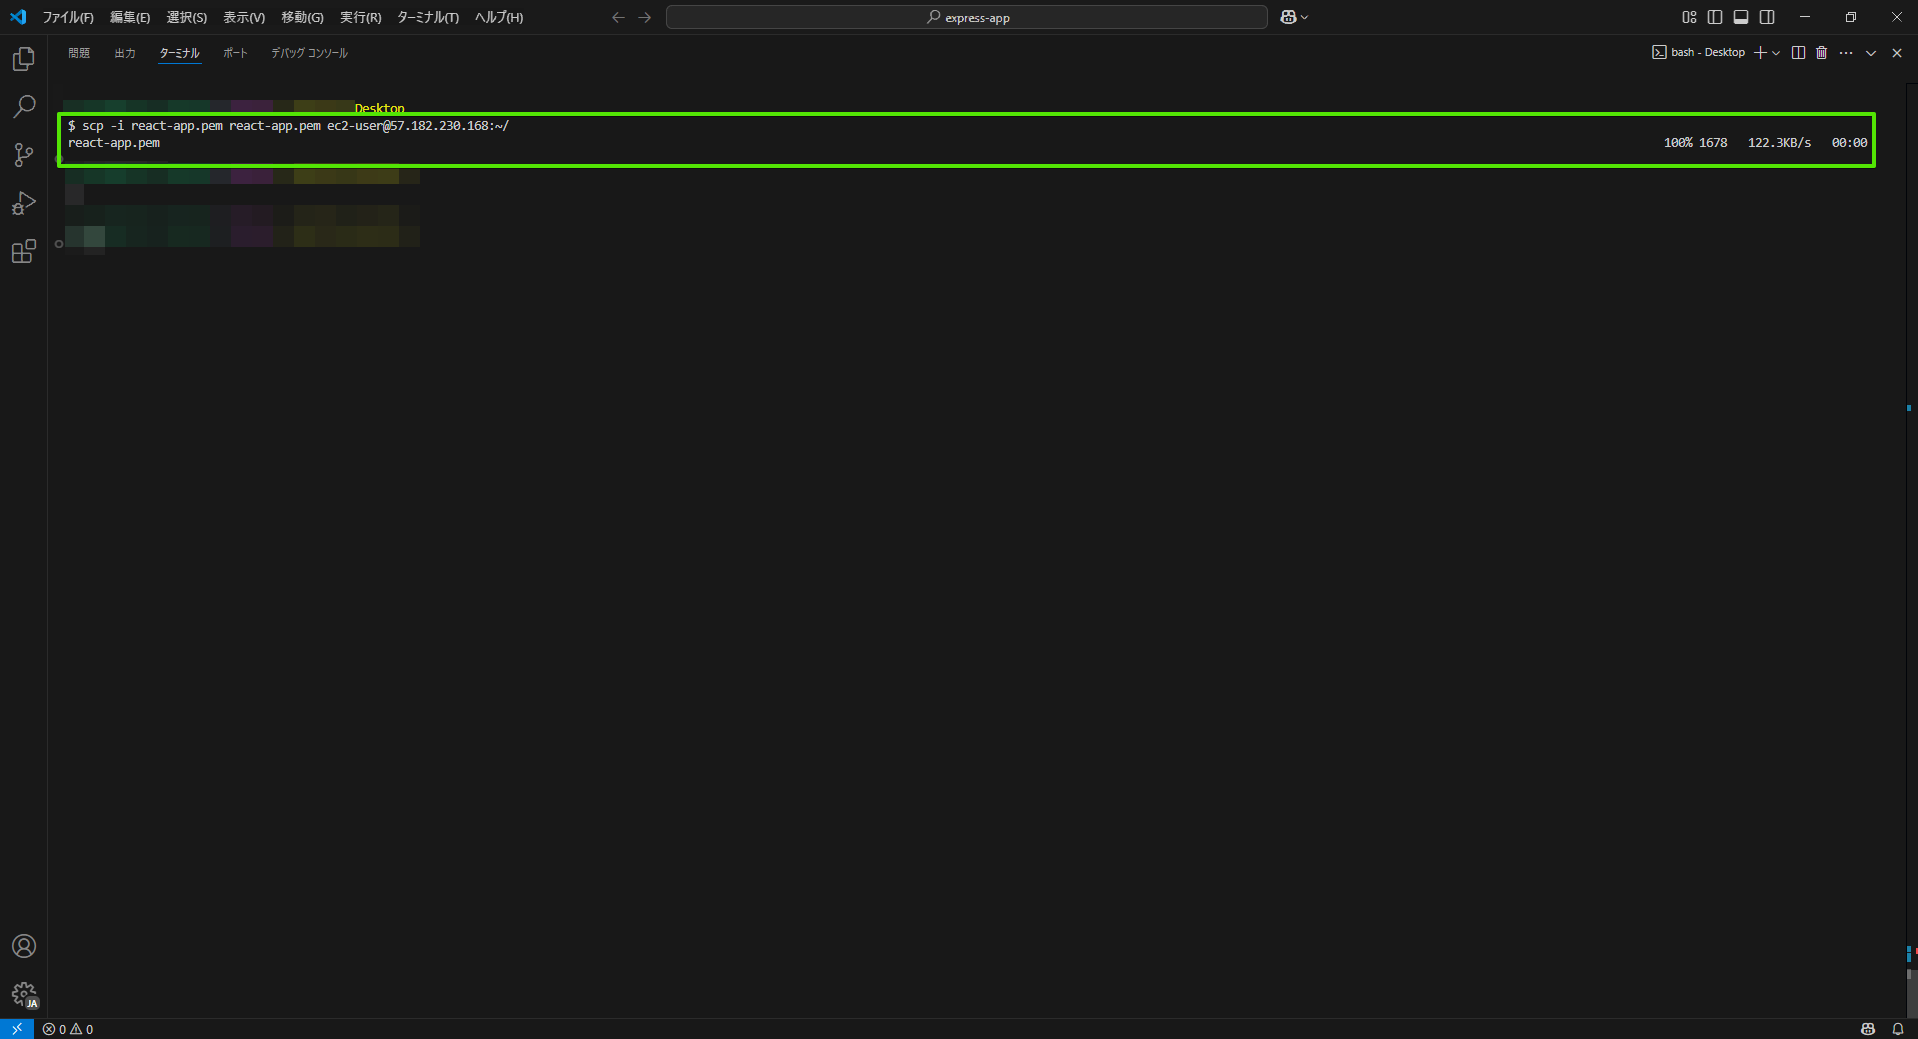 ファイル(F) 編集(E) 選択(S) 表示(V) 移動(G) 実行(R) ターミナル(T) ヘルプ(H) express-app
問題 出力 ターミナル ポート デバッグ コンソール bash - Desktop
Desktop
$ scp -i react-app.pem react-app.pem ec2-user@57.182.230.168:~/
react-app.pem 100% 1678 122.3KB/s 00:00
JA
0 0